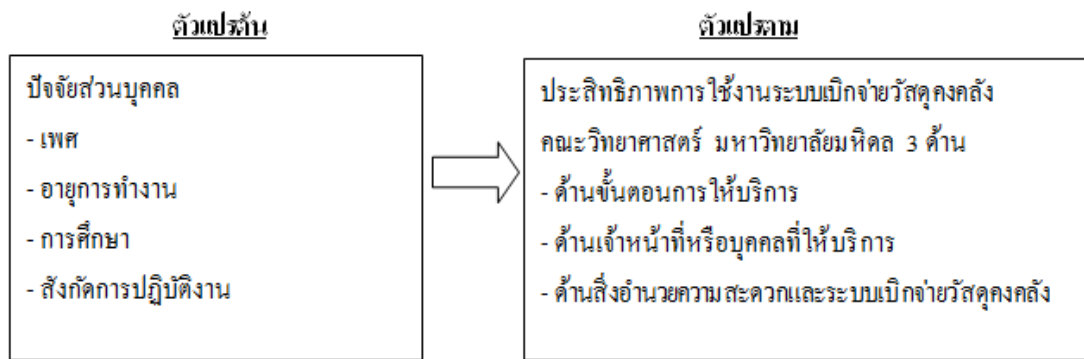 ตัวแปรต้น
ปัจจัยส่วนบุคคล
- เพศ
- อายุการทำงาน
- การศึกษา
- สังกัดการปฏิบัติงาน
ตัวแปรตาม
ประสิทธิภาพการใช้งานระบบเบิกจ่ายวัสดุคงคลัง
คณะวิทยาศาสตร์ มหาวิทยาลัยมหิดล 3 ด้าน
- ด้านขั้นตอนการให้บริการ
- ด้านเจ้าหน้าที่หรือบุคคลที่ให้บริการ
- ด้านสิ่งอำนวยความสะดวกและระบบเบิกจ่ายวัสดุคงคลัง